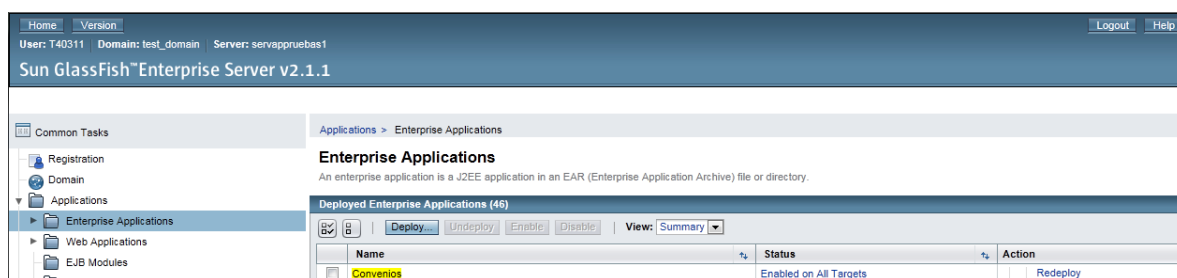 Home Version Logout Help
User: T40311 Domain: test_domain Server: servappruebas1
Sun GlassFish™Enterprise Server v2.1.1
Common Tasks
Registration
Domain
Applications
Enterprise Applications
Web Applications
EJB Modules
Applications > Enterprise Applications
Enterprise Applications
An enterprise application is a J2EE application in an EAR (Enterprise Application Archive) file or directory.
Deployed Enterprise Applications (46)
Deploy... Undeploy Enable Disable View: Summary
Name Status Action
Convenios Enabled on All Targets Redeploy